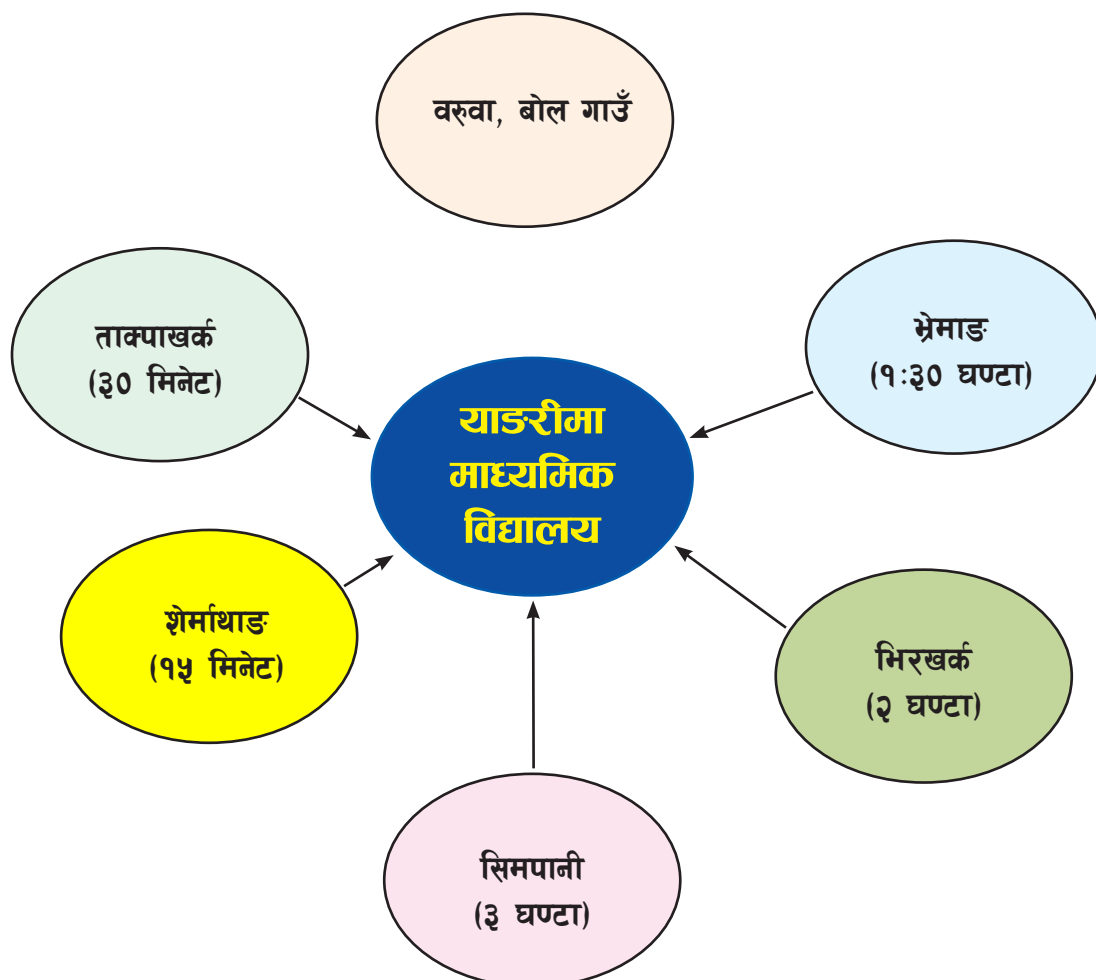 वरुवा, बोल गाउँ
ताक्पाखर्क
(३० मिनेट)
भ्रेमाङ
(१:३० घण्टा)
याङरीमा
माध्यमिक
विद्यालय
शेर्माथाङ
(१५ मिनेट)
भिरखर्क
(२ घण्टा)
सिमपानी
(३ घण्टा)